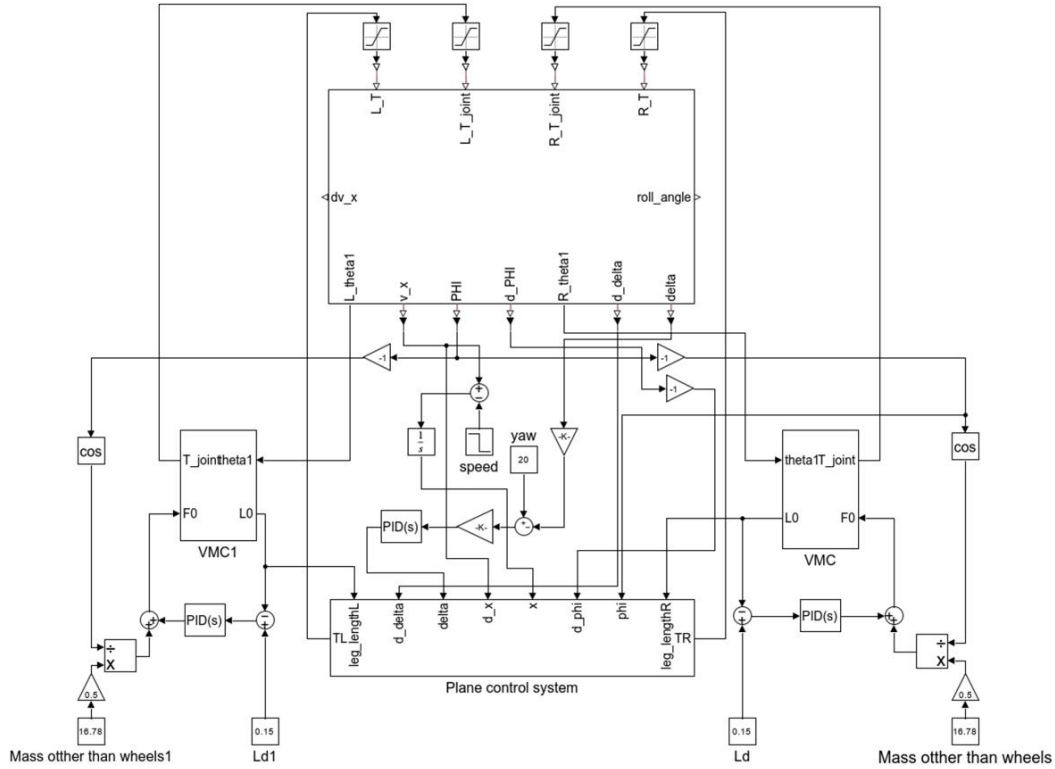 L_T
L_T_joint
R_T_joint
R_T
dv_x
roll_angle
L_theta1
v_x
PHI
d_PHI
R_theta1
d_delta
delta
-1
-1
-1
cos
1
s
speed
yaw
20
-K-
cos
T_joint
theta1
F0
L0
VMC1
theta1
T_joint
L0
F0
VMC
PID(s)
-K-
PID(s)
PID(s)
TL
leg_lengthL
d_delta
delta
d_x
x
d_phi
phi
leg_lengthR
TR
Plane control system
÷
X
÷
X
0.5
0.5
16.78
0.15
0.15
16.78
Mass otther than wheels1
Ld1
Ld
Mass otther than wheels